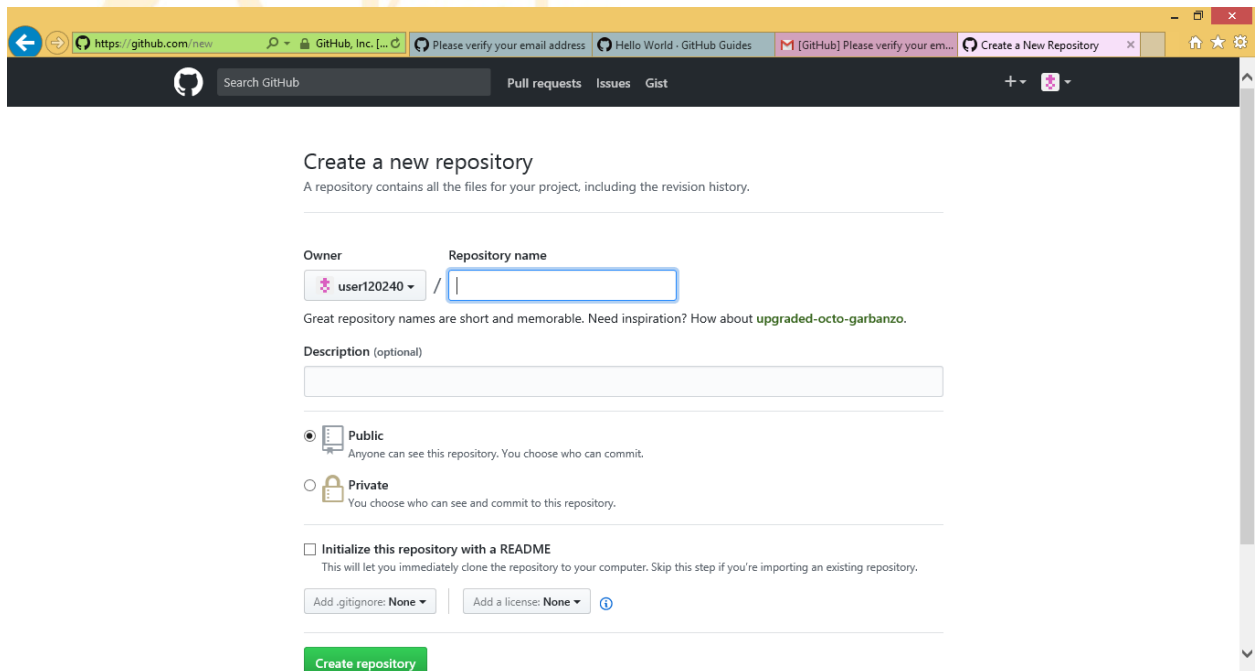 https://github.com/new
GitHub, Inc. [...
Please verify your email address
Hello World · GitHub Guides
[GitHub] Please verify your em...
Create a New Repository
Search GitHub
Pull requests Issues Gist
Create a new repository
A repository contains all the files for your project, including the revision history.
Owner Repository name
user120240 /
Great repository names are short and memorable. Need inspiration? How about upgraded-octo-garbanzo.
Description (optional)
Public
Anyone can see this repository. You choose who can commit.
Private
You choose who can see and commit to this repository.
Initialize this repository with a README
This will let you immediately clone the repository to your computer. Skip this step if you're importing an existing repository.
Add .gitignore: None Add a license: None
Create repository